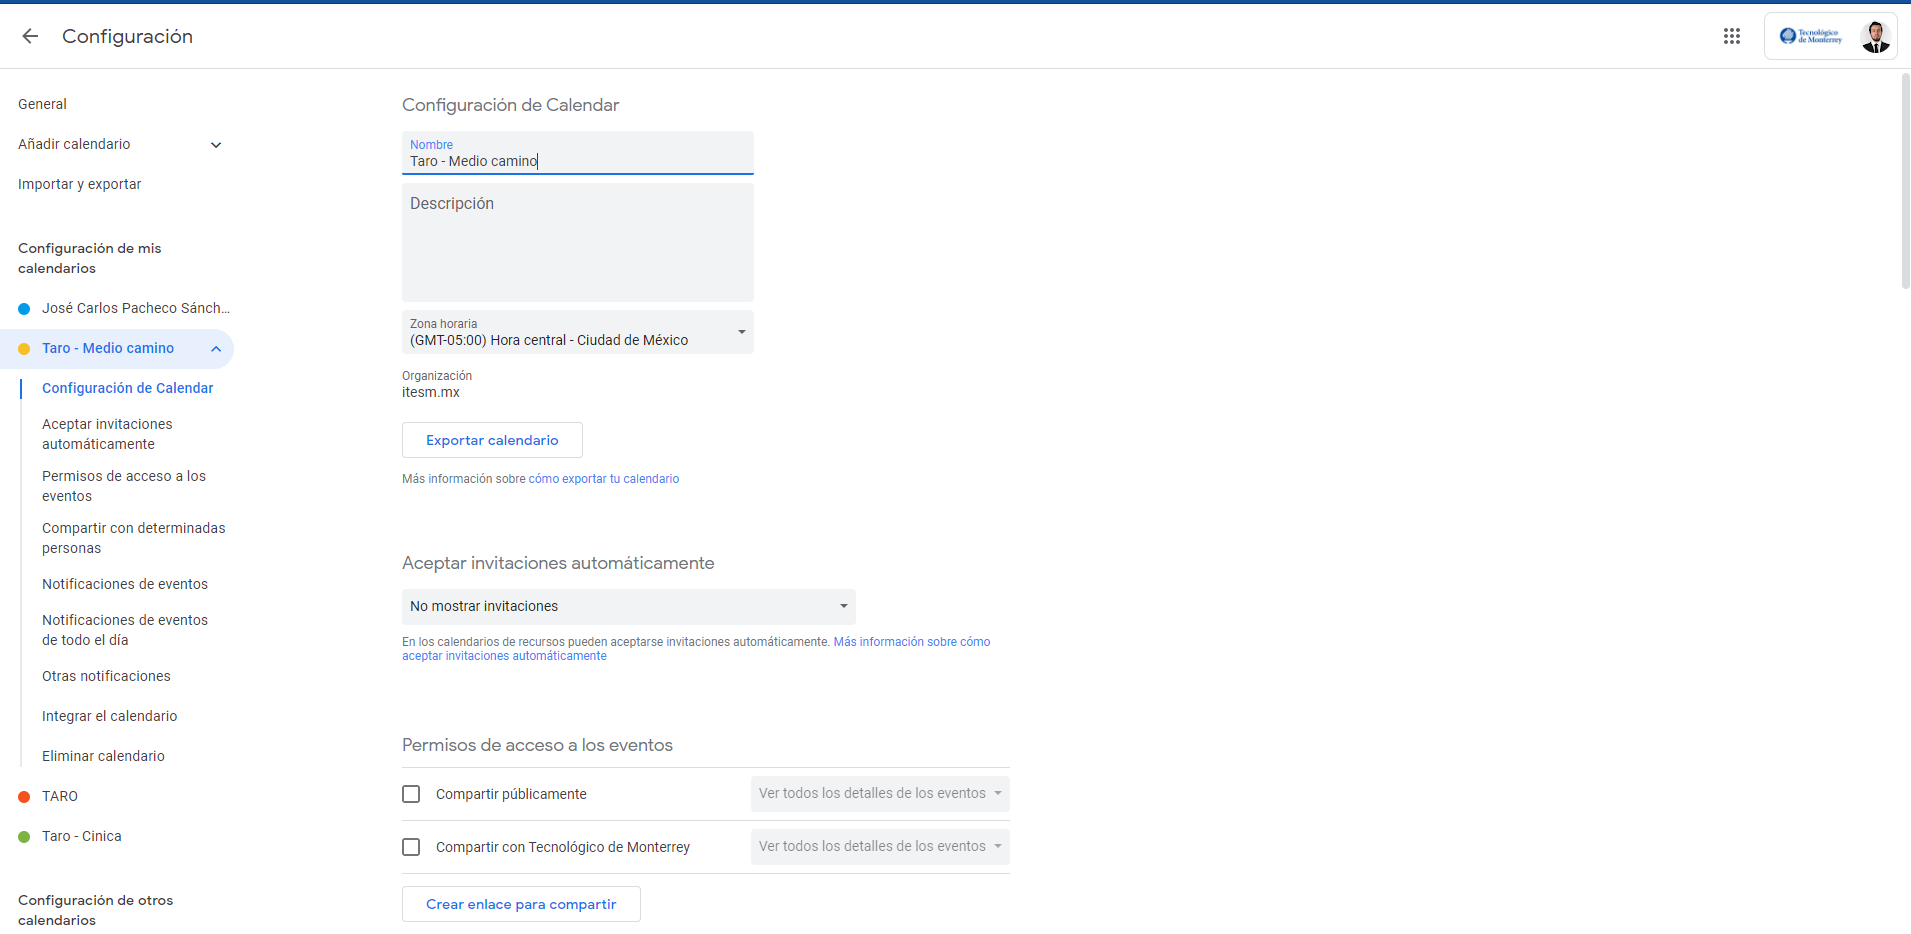 Configuración
Tecnológico
de Monterrey
General
Añadir calendario
Importar y exportar
Configuración de mis
calendarios
José Carlos Pacheco Sánch...
Taro - Medio camino
Configuración de Calendar
Aceptar invitaciones
automáticamente
Permisos de acceso a los
eventos
Compartir con determinadas
personas
Notificaciones de eventos
Notificaciones de eventos
de todo el día
Otras notificaciones
Integrar el calendario
Eliminar calendario
TARO
Taro - Cinica
Configuración de otros
calendarios
Configuración de Calendar
Nombre
Taro - Medio camino
Descripción
Zona horaria
(GMT-05:00) Hora central - Ciudad de México
Organización
itesm.mx
Exportar calendario
Más información sobre cómo exportar tu calendario
Aceptar invitaciones automáticamente
No mostrar invitaciones
En los calendarios de recursos pueden aceptarse invitaciones automáticamente. Más información sobre cómo
aceptar invitaciones automáticamente
Permisos de acceso a los eventos
Compartir públicamente
Ver todos los detalles de los eventos
Compartir con Tecnológico de Monterrey
Ver todos los detalles de los eventos
Crear enlace para compartir